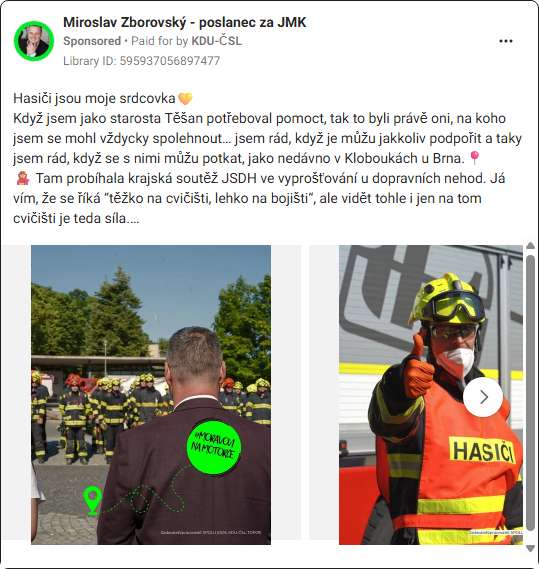 Miroslav Zborovský - poslanec za JMK
Sponsored • Paid for by KDU-ČSL
Library ID: 595937056897477
Hasiči jsou moje srdcovka
Když jsem jako starosta Těšan potřeboval pomoct, tak to byli právě oni, na koho
jsem se mohl vždycky spolehnout... jsem rád, když je můžu jakkoliv podpořit a taky
jsem rád, když se s nimi můžu potkat, jako nedávno v Kloboukách u Brna.
Tam probíhala krajská soutěž JSDH ve vyprošťování u dopravních nehod. Já
vím, že se říká "těžko na cvičišti, lehko na bojišti", ale vidět tohle i jen na tom
cvičišti je teda síla....
#MORAVOU
NA MOTORCE
HASIČI